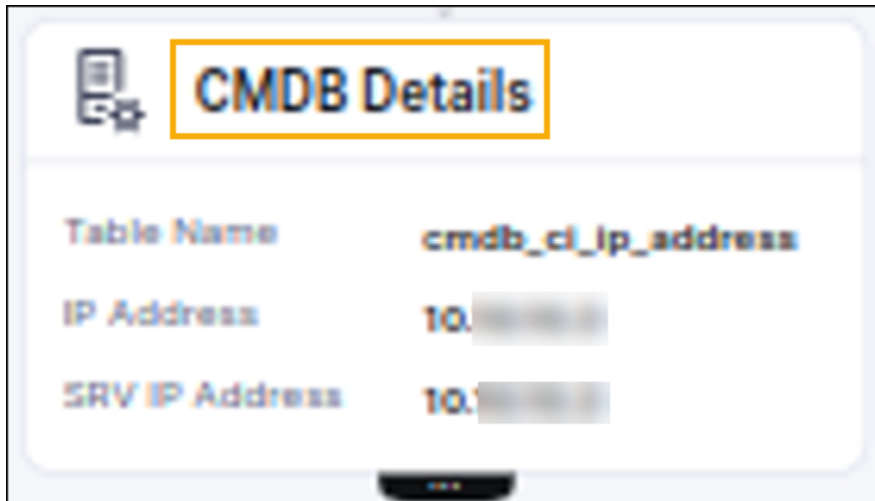 CMDB Details
Table Name cmdb_ci_ip_address
IP Address 10.
SRV IP Address 10.